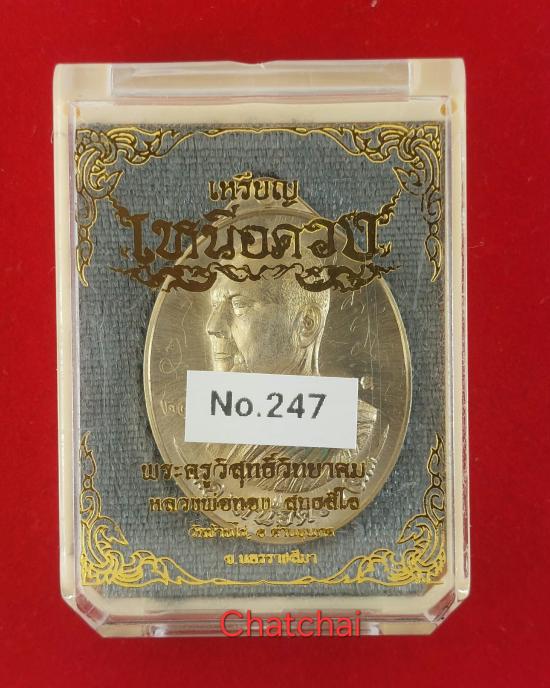 เหรียญ
เหนือดวง
No.247
พระครูวิสุทธิ์วิทยาคม
หลวงพ่อทอง สุทธสีโล
จ.นครราชสีมา
Chatchai